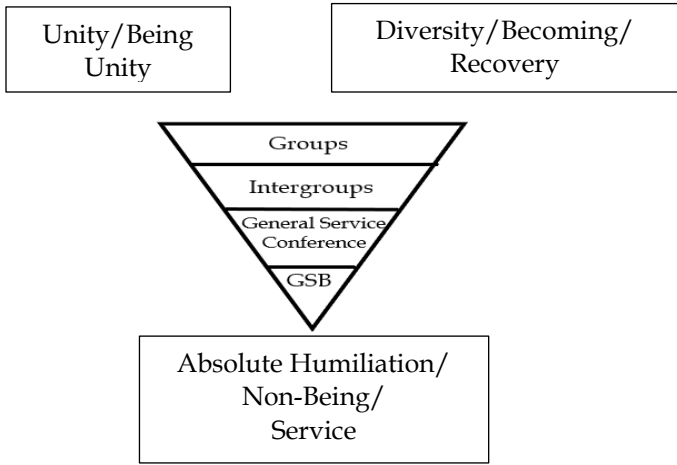 Unity/Being
Unity
Diversity/Becoming/
Recovery
Groups
Intergroups
General Service
Conference
GSB
Absolute Humiliation/
Non-Being/
Service